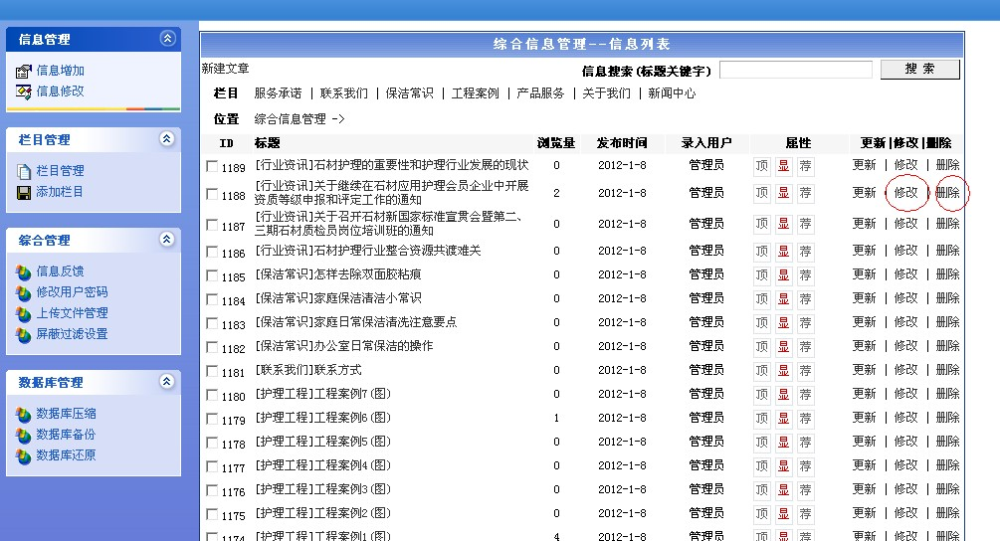 信息管理
信息增加
信息修改
栏目管理
栏目管理
添加栏目
综合管理
信息反馈
修改用户密码
上传文件管理
屏蔽过滤设置
数据库管理
数据库压缩
数据库备份
数据库还原
综合信息管理--信息列表
新建文章
信息搜索(标题关键字) 搜 索
栏目 服务承诺 | 联系我们 | 保洁常识 | 工程案例 | 产品服务 | 关于我们 | 新闻中心
位置 综合信息管理 ->
ID 标题 浏览量 发布时间 录入用户 属性 更新|修改|删除
1189 [行业资讯]石材护理的重要性和护理行业发展的现状 0 2012-1-8 管理员 顶 显 荐 更新 | 修改 | 删除
1188 [行业资讯]关于继续在石材应用护理会员企业中开展
资质等级申报和评定工作的通知 2 2012-1-8 管理员 顶 显 荐 更新 | 修改 | 删除
1187 [行业资讯]关于召开石材新国家标准宣贯会暨第二、
三期石材质检员岗位培训班的通知 0 2012-1-8 管理员 顶 显 荐 更新 | 修改 | 删除
1186 [行业资讯]石材护理行业整合资源共渡难关 0 2012-1-8 管理员 顶 显 荐 更新 | 修改 | 删除
1185 [保洁常识]怎样去除双面胶粘痕 0 2012-1-8 管理员 顶 显 荐 更新 | 修改 | 删除
1184 [保洁常识]家庭保洁清洁小常识 0 2012-1-8 管理员 顶 显 荐 更新 | 修改 | 删除
1183 [保洁常识]家庭日常保洁清洗注意要点 0 2012-1-8 管理员 顶 显 荐 更新 | 修改 | 删除
1182 [保洁常识]办公室日常保洁的操作 0 2012-1-8 管理员 顶 显 荐 更新 | 修改 | 删除
1181 [联系我们]联系方式 0 2012-1-8 管理员 顶 显 荐 更新 | 修改 | 删除
1180 [护理工程]工程案例7(图) 0 2012-1-8 管理员 顶 显 荐 更新 | 修改 | 删除
1179 [护理工程]工程案例6(图) 1 2012-1-8 管理员 顶 显 荐 更新 | 修改 | 删除
1178 [护理工程]工程案例5(图) 0 2012-1-8 管理员 顶 显 荐 更新 | 修改 | 删除
1177 [护理工程]工程案例4(图) 0 2012-1-8 管理员 顶 显 荐 更新 | 修改 | 删除
1176 [护理工程]工程案例3(图) 0 2012-1-8 管理员 顶 显 荐 更新 | 修改 | 删除
1175 [护理工程]工程案例2(图) 0 2012-1-8 管理员 顶 显 荐 更新 | 修改 | 删除
1174 [护理工程]工程案例1(图) 4 2012-1-8 管理员 顶 显 荐 更新 | 修改 | 删除